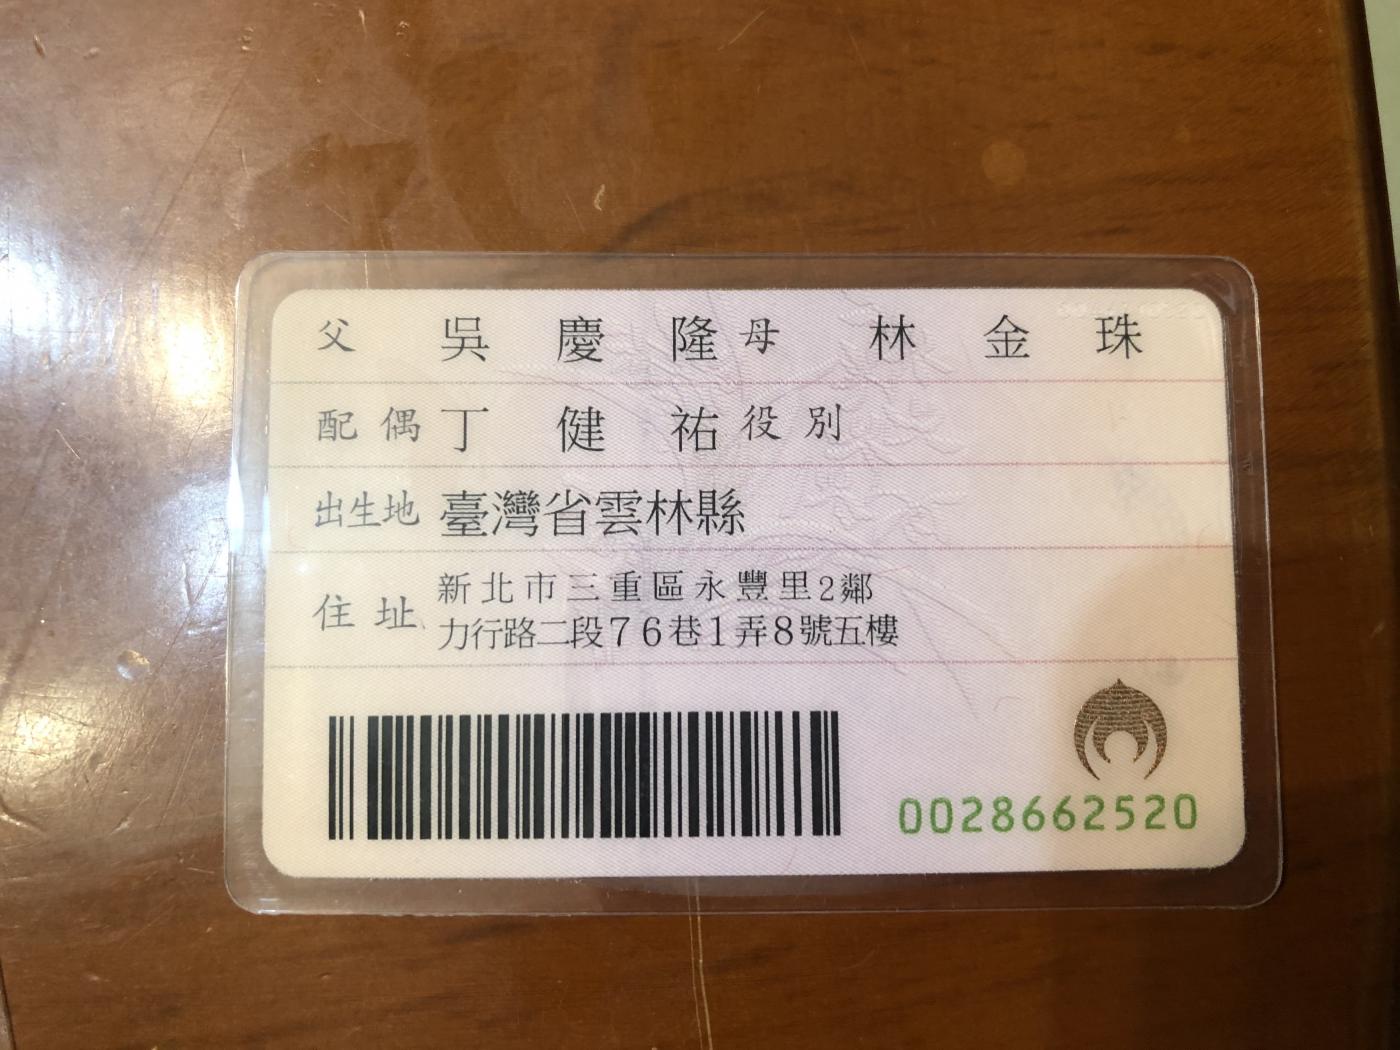 父 吳慶隆 母 林金珠
配偶 丁健祐 役別
出生地 臺灣省雲林縣
住址 新北市三重區永豐里2鄰
力行路二段76巷1弄8號五樓
0028662520